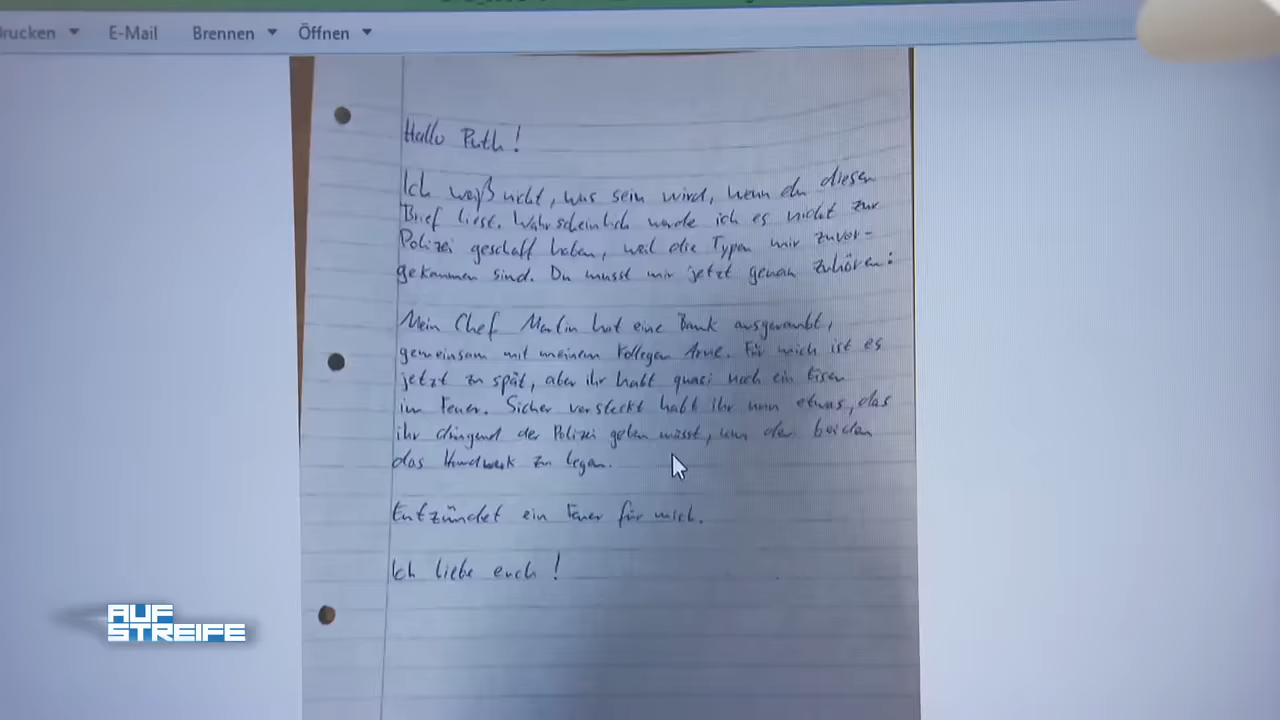 Drucken
E-Mail
Brennen
Öffnen
Hallo Ruth!
Ich weiß nicht, was sein wird, wenn du diesen
Brief liest. Wahrscheinlich werde ich es nicht zur
Polizei geschaft haben, weil die Typen mir zuvor-
gekommen sind. Du musst mir jetzt genau zuhören:
Mein Chef Martin hat eine Bank ausgeraubt,
gemeinsam mit meinem Kollegen Arne. Für mich ist es
jetzt zu spät, aber ihr habt quasi noch ein Eisen
im Feuer. Sicher versteckt habt ihr nun etwas, das
ihr dringend der Polizei geben müsst, um den beiden
das Handwerk zu legen.
Entzündet ein Feuer für mich.
Ich liebe euch!
AUF
STREIFE